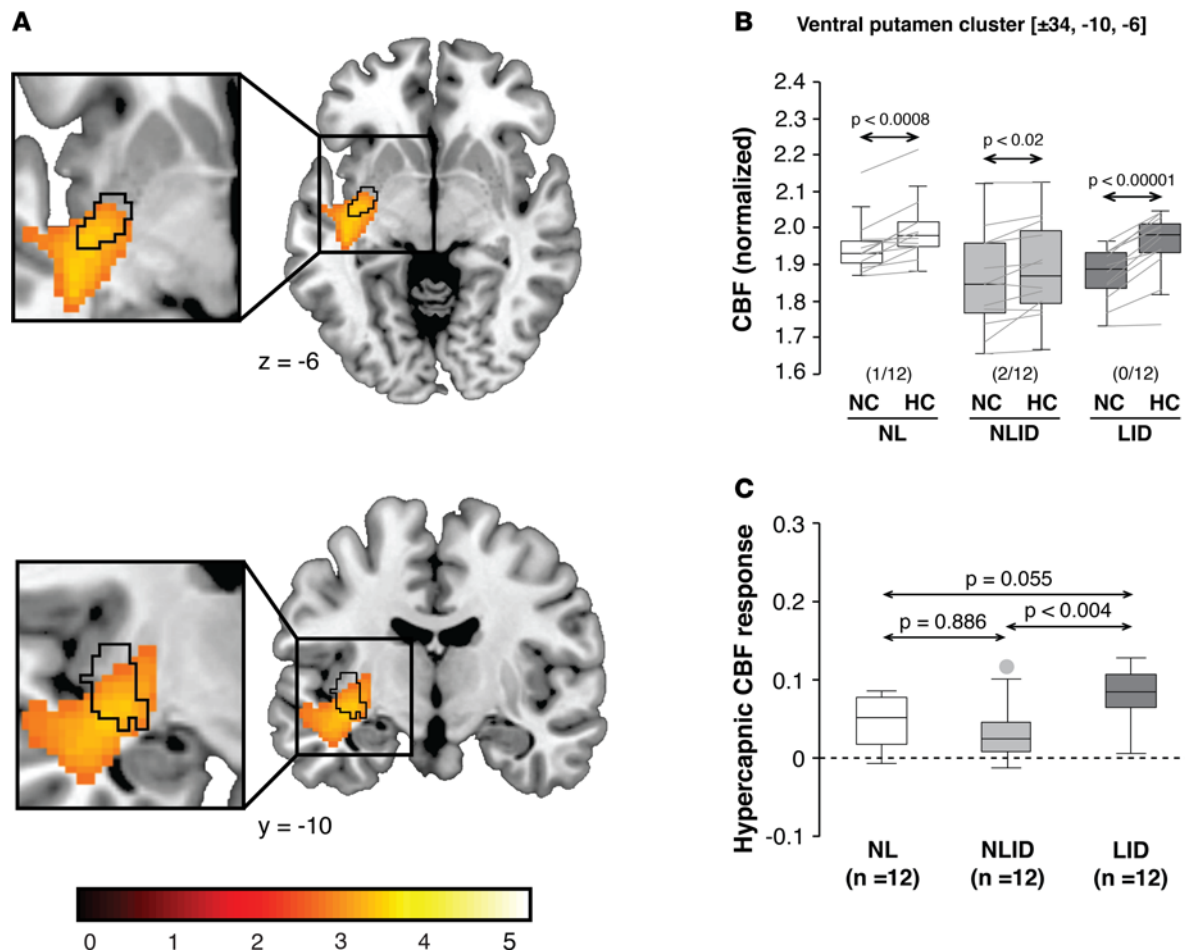 A
z = -6
y = -10
0 1 2 3 4 5
B Ventral putamen cluster [±34, -10, -6]
CBF (normalized)
2.4
2.3
2.2
2.1
2.0
1.9
1.8
1.7
1.6
p < 0.0008
p < 0.02
p < 0.00001
(1/12) (2/12) (0/12)
NC HC NC HC NC HC
NL NLID LID
C
Hypercapnic CBF response
0.3
0.2
0.1
0
-0.1
p = 0.055
p = 0.886 p < 0.004
NL NLID LID
(n =12) (n =12) (n =12)